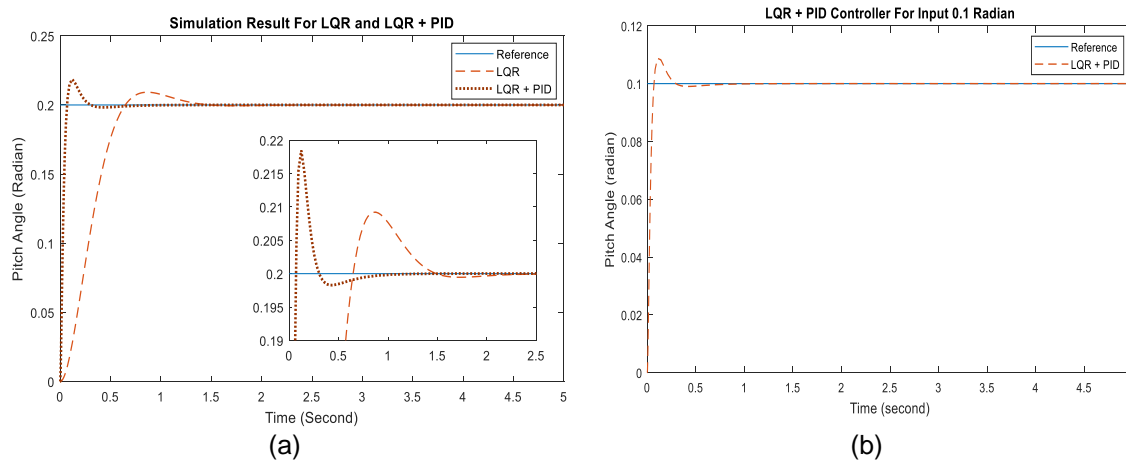 Simulation Result For LQR and LQR + PID
0.25
0.2
0.15
0.1
0.05
0
Pitch Angle (Radian)
Reference
LQR
LQR + PID
0.22
0.215
0.21
0.205
0.2
0.195
0.19
0 0.5 1 1.5 2 2.5
0 0.5 1 1.5 2 2.5 3 3.5 4 4.5 5
Time (Second)
(a)
LQR + PID Controller For Input 0.1 Radian
0.12
0.1
0.08
0.06
0.04
0.02
0
Pitch Angle (radian)
Reference
LQR + PID
0 0.5 1 1.5 2 2.5 3 3.5 4 4.5
Time (second)
(b)